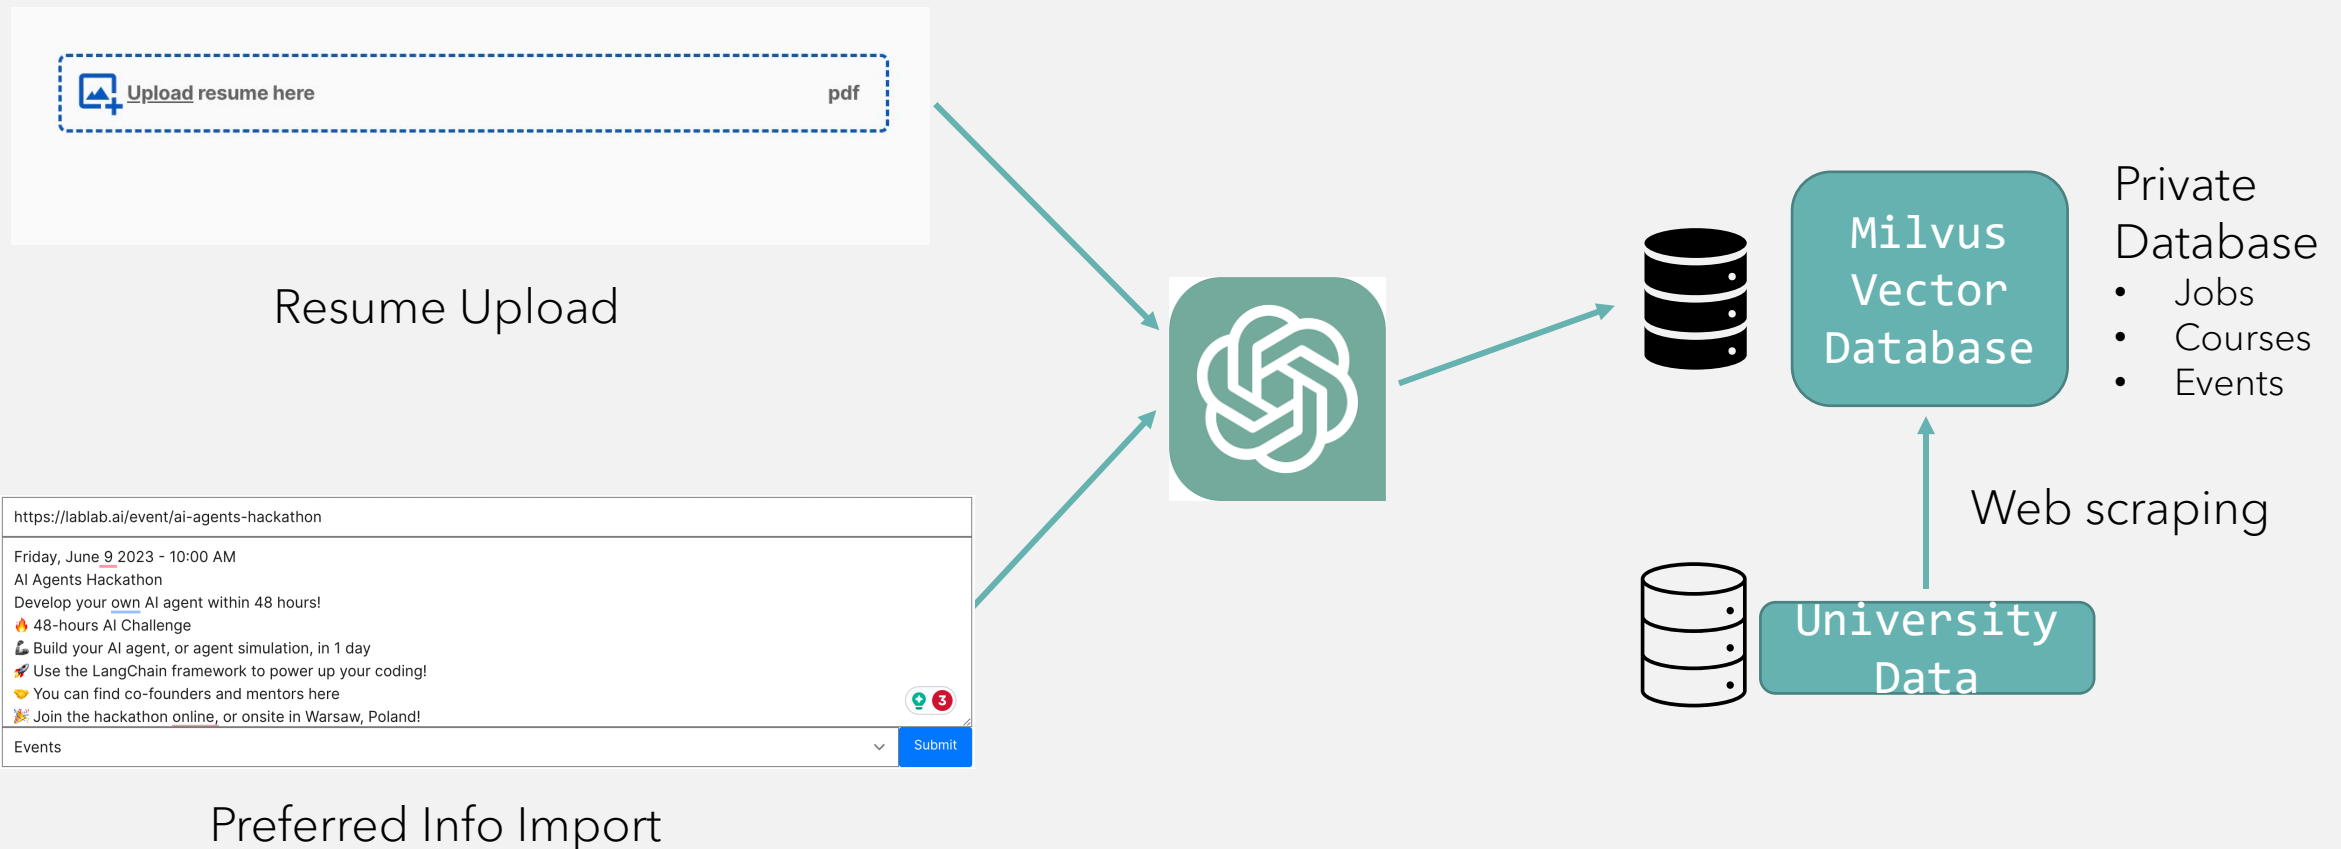 Upload resume here
pdf
Resume Upload
https://lablab.ai/event/ai-agents-hackathon
Friday, June 9 2023 - 10:00 AM
AI Agents Hackathon
Develop your own AI agent within 48 hours!
🔥 48-hours AI Challenge
🦾 Build your AI agent, or agent simulation, in 1 day
🚀 Use the LangChain framework to power up your coding!
🤝 You can find co-founders and mentors here
🎉 Join the hackathon online, or onsite in Warsaw, Poland!
3
Events
Submit
Preferred Info Import
Milvus
Vector
Database
Private
Database
• Jobs
• Courses
• Events
Web scraping
University
Data